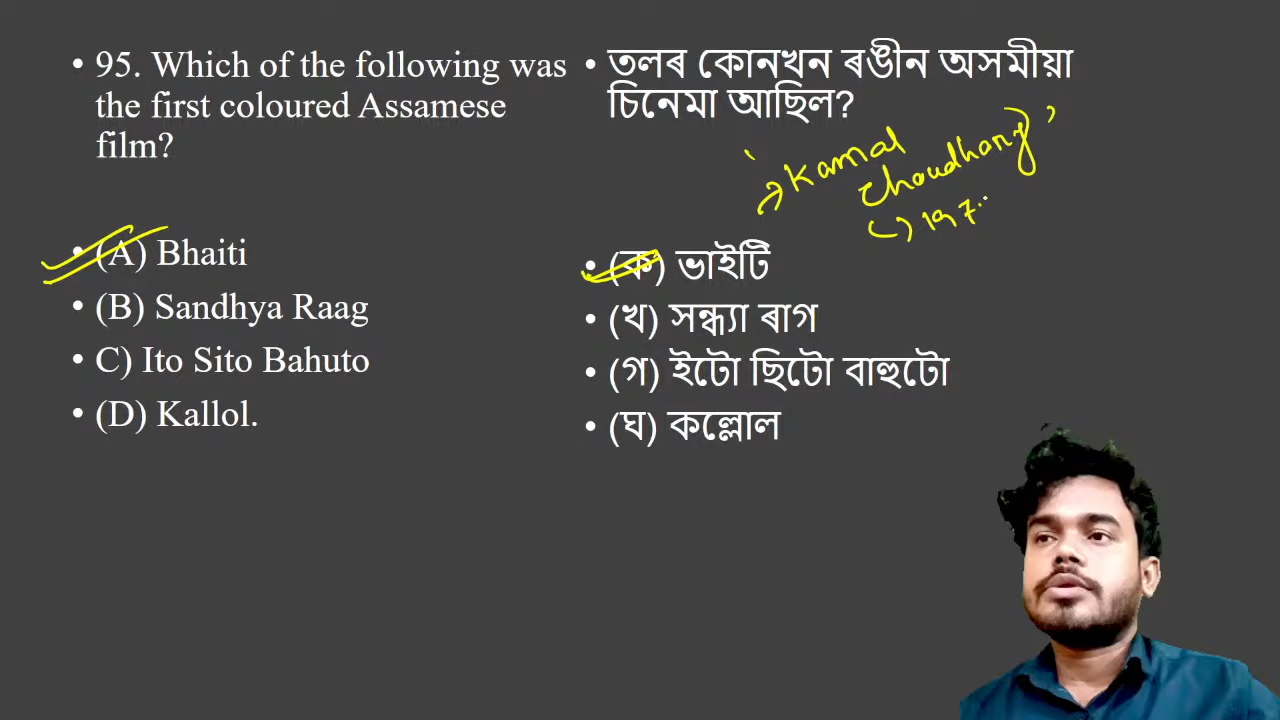 • 95. Which of the following was
the first coloured Assamese
film?
• (A) Bhaiti
• (B) Sandhya Raag
• C) Ito Sito Bahuto
• (D) Kallol.
• তলৰ কোনখন ৰঙীন অসমীয়া
চিনেমা আছিল?
Kamal
Choudhary
197
• (ক) ভাইটি
• (খ) সন্ধ্যা ৰাগ
• (গ) ইটো ছিটো বাহুটো
• (ঘ) কল্লোল